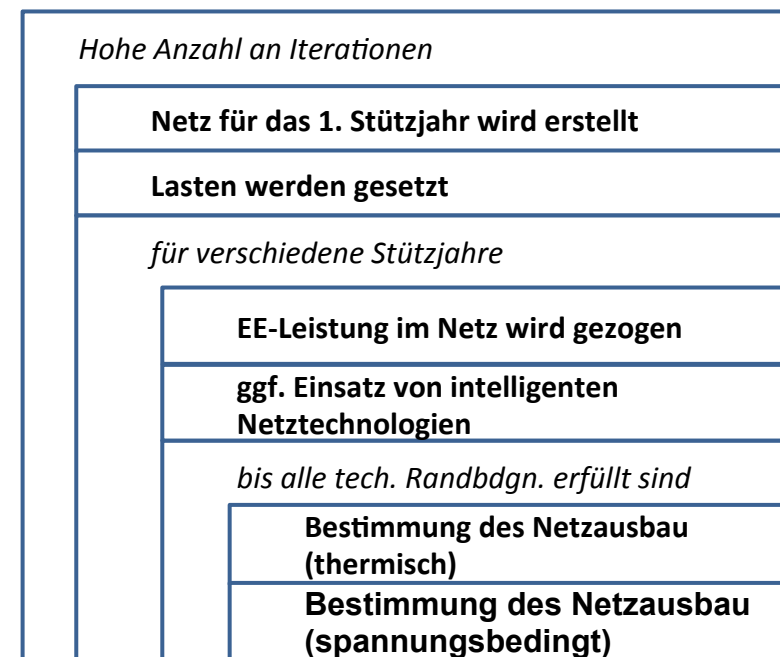 Hohe Anzahl an Iterationen
Netz für das 1. Stützjahr wird erstellt
Lasten werden gesetzt
für verschiedene Stützjahre
EE-Leistung im Netz wird gezogen
ggf. Einsatz von intelligenten
Netztechnologien
bis alle tech. Randbdgn. erfüllt sind
Bestimmung des Netzausbau
(thermisch)
Bestimmung des Netzausbau
(spannungsbedingt)